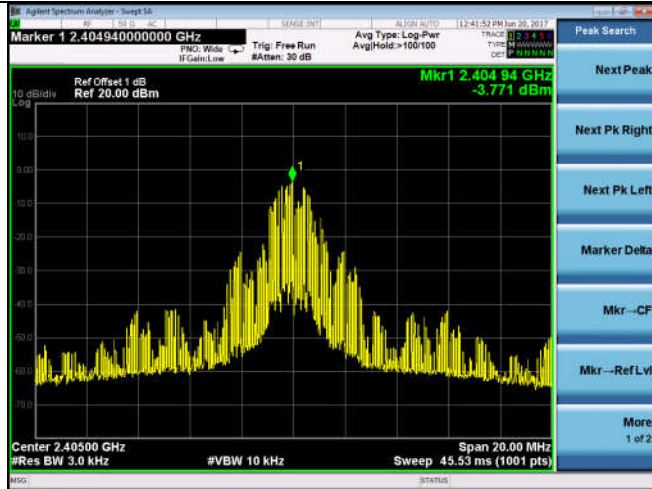 Agilent Spectrum Analyzer - Swept SA
RF 50 Ω AC SENSE:INT ALIGN AUTO 12:41:52 PM Jun 20, 2017
Marker 1 2.404940000000 GHz
PNO: Wide
IFGain:Low
Trig: Free Run
#Atten: 30 dB
Avg Type: Log-Pwr
Avg|Hold:>100/100
TRACE 1 2 3 4 5 6
TYPE M WWWWW
DET P NNNNN
Peak Search
Mkr1 2.404 94 GHz
-3.771 dBm
Ref Offset 1 dB
10 dB/div Ref 20.00 dBm
Log
1
10.0
0.00
-10.0
-20.0
-30.0
-40.0
-50.0
-60.0
-70.0
Center 2.40500 GHz Span 20.00 MHz
#Res BW 3.0 kHz #VBW 10 kHz Sweep 45.53 ms (1001 pts)
MSG STATUS
Next Peak
Next Pk Right
Next Pk Left
Marker Delta
Mkr→CF
Mkr→Ref Lvl
More
1 of 2